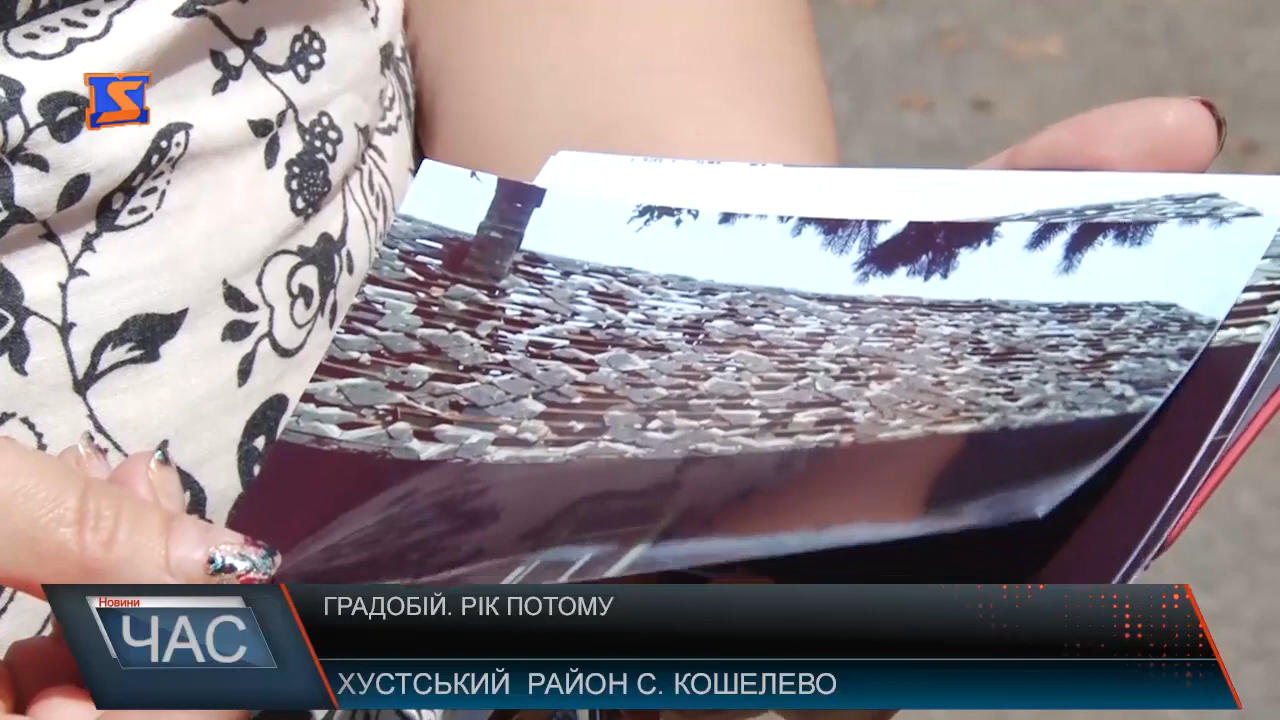 Новини
ЧАС
ГРАДОБІЙ. РІК ПОТОМУ
ХУСТСЬКИЙ РАЙОН С. КОШЕЛЕВО